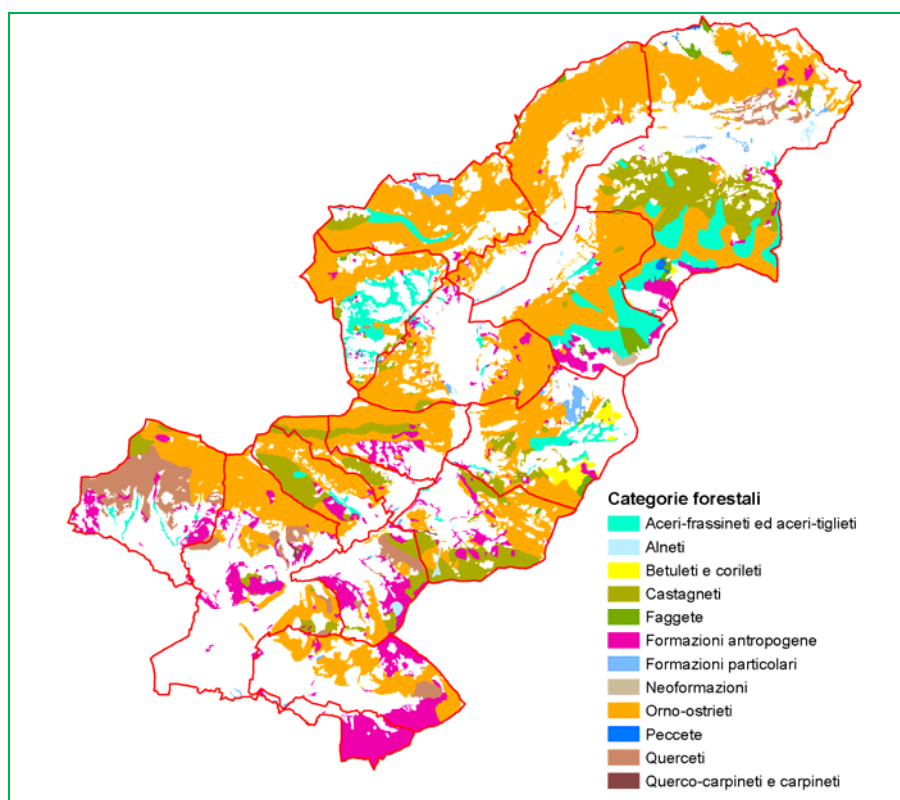 Categorie forestali
Aceri-frassineti ed aceri-tiglieti
Alneti
Betuleti e corileti
Castagneti
Faggete
Formazioni antropogene
Formazioni particolari
Neoformazioni
Orno-ostrieti
Peccete
Querceti
Querco-carpineti e carpineti